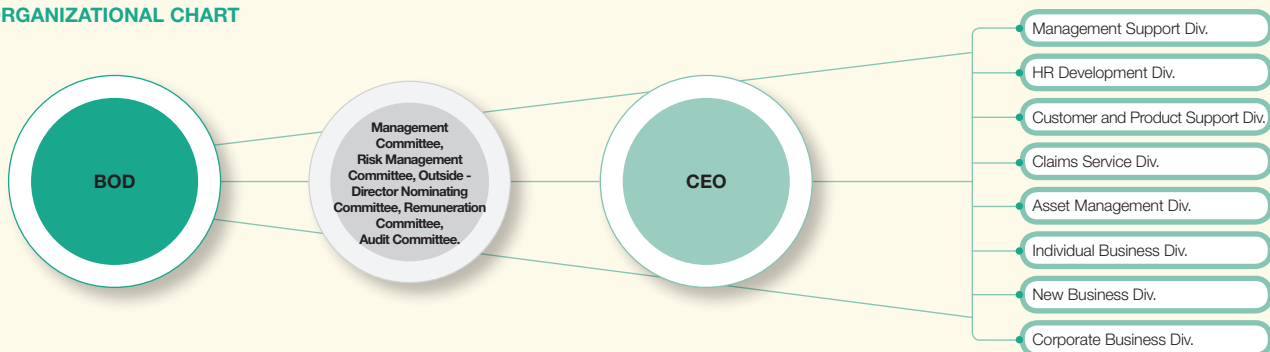 RGANIZATIONAL CHART
BOD
Management
Committee,
Risk Management
Committee, Outside -
Director Nominating
Committee, Remuneration
Committee,
Audit Committee.
CEO
Management Support Div.
HR Development Div.
Customer and Product Support Div.
Claims Service Div.
Asset Management Div.
Individual Business Div.
New Business Div.
Corporate Business Div.